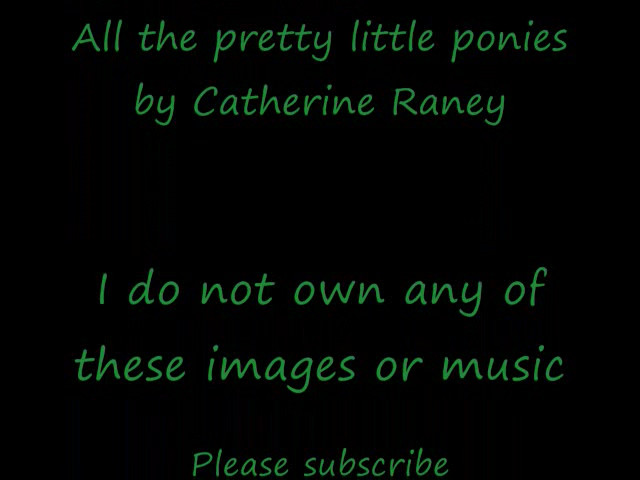 All the pretty little ponies
by Catherine Raney
I do not own any of
these images or music
Please subscribe